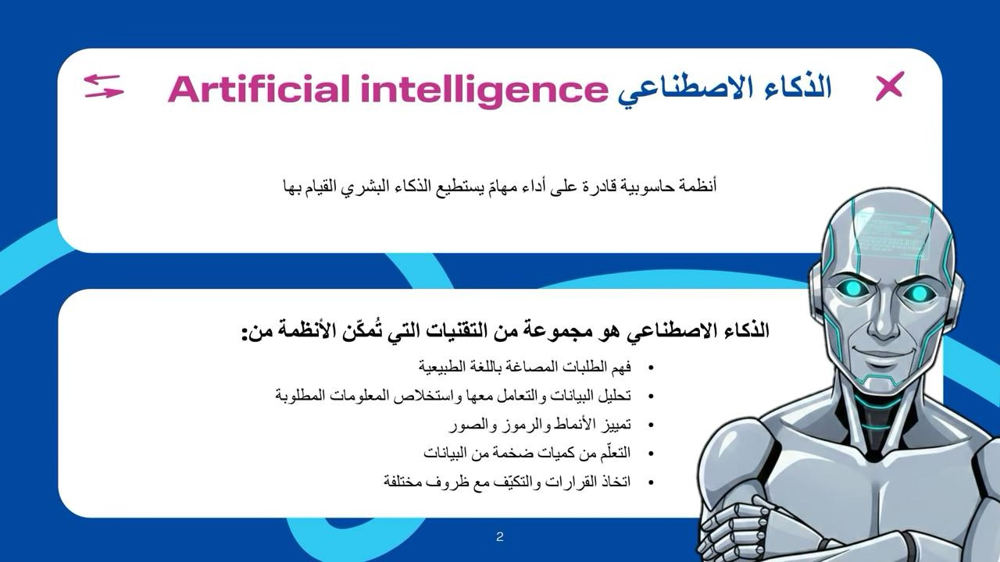 الذكاء الاصطناعي Artificial intelligence
أنظمة حاسوبية قادرة على أداء مهامّ يستطيع الذكاء البشري القيام بها
الذكاء الاصطناعي هو مجموعة من التقنيات التي تُمكّن الأنظمة من:
• فهم الطلبات المصاغة باللغة الطبيعية
• تحليل البيانات والتعامل معها واستخلاص المعلومات المطلوبة
• تمييز الأنماط والرموز والصور
• التعلّم من كميات ضخمة من البيانات
• اتخاذ القرارات والتكيّف مع ظروف مختلفة
2